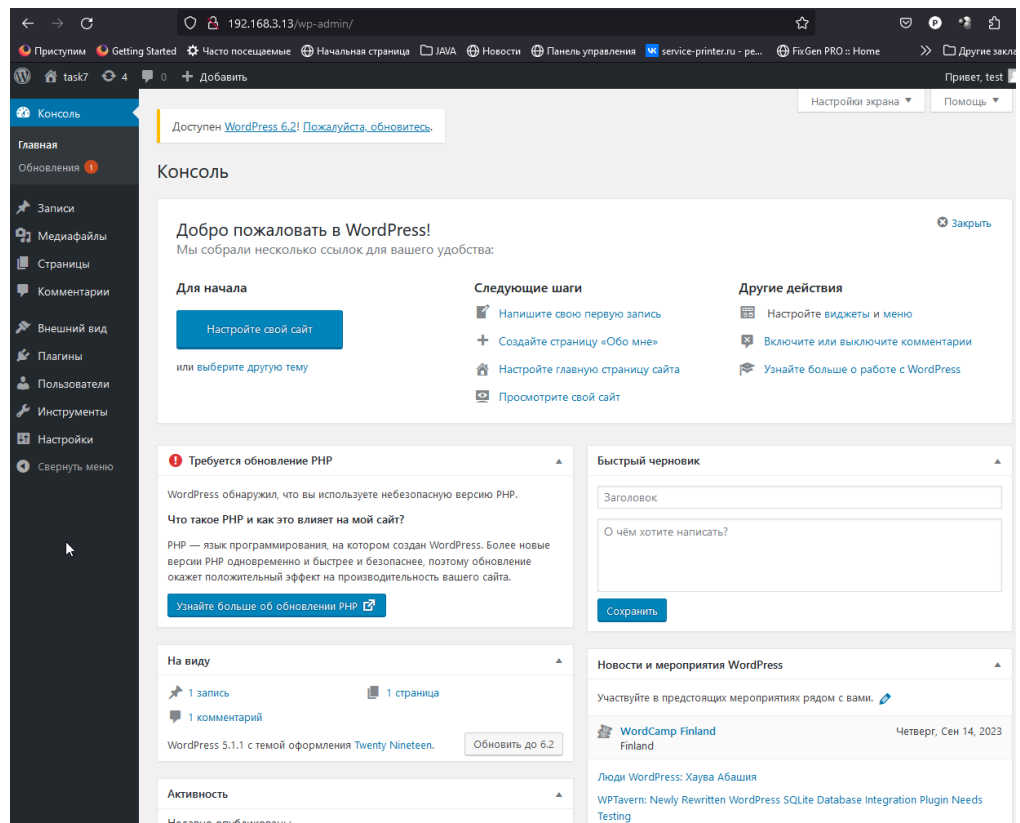 192.168.3.13/wp-admin/
Приступим Getting Started Часто посещаемые Начальная страница JAVA Новости Панель управления service-printer.ru - ре... FixGen PRO :: Home Другие закла
task7 4 0 Добавить Привет, test
Консоль
Главная
Обновления 1
Записи
Медиафайлы
Страницы
Комментарии
Внешний вид
Плагины
Пользователи
Инструменты
Настройки
Свернуть меню
Настройки экрана Помощь
Доступен WordPress 6.2! Пожалуйста, обновитесь.
Консоль
Добро пожаловать в WordPress!
Закрыть
Мы собрали несколько ссылок для вашего удобства:
Для начала
Настройте свой сайт
или выберите другую тему
Следующие шаги
Напишите свою первую запись
Создайте страницу «Обо мне»
Настройте главную страницу сайта
Просмотрите свой сайт
Другие действия
Настройте виджеты и меню
Включите или выключите комментарии
Узнайте больше о работе с WordPress
Требуется обновление PHP
WordPress обнаружил, что вы используете небезопасную версию PHP.
Что такое PHP и как это влияет на мой сайт?
PHP — язык программирования, на котором создан WordPress. Более новые
версии PHP одновременно и быстрее и безопаснее, поэтому обновление
окажет положительный эффект на производительность вашего сайта.
Узнайте больше об обновлении PHP
На виду
1 запись 1 страница
1 комментарий
WordPress 5.1.1 с темой оформления Twenty Nineteen. Обновить до 6.2
Активность
Недавно опубликованы
Быстрый черновик
Заголовок
О чём хотите написать?
Сохранить
Новости и мероприятия WordPress
Участвуйте в предстоящих мероприятиях рядом с вами.
WordCamp Finland Четверг, Сен 14, 2023
Finland
Люди WordPress: Хаува Абашия
WPTavern: Newly Rewritten WordPress SQLite Database Integration Plugin Needs
Testing